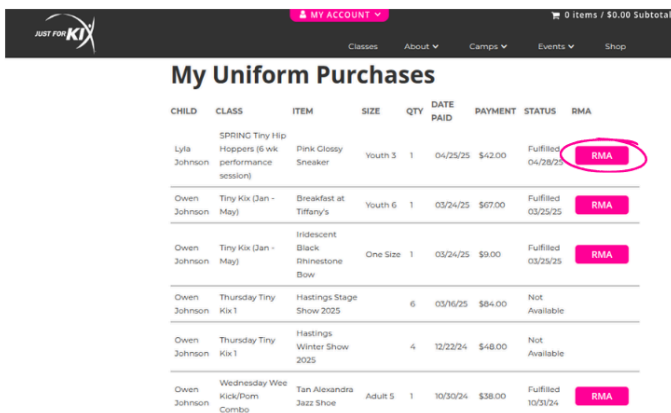 MY ACCOUNT
0 items / $0.00 Subtotal
JUST FOR KIX
Classes About Camps Events Shop
My Uniform Purchases
CHILD CLASS ITEM SIZE QTY DATE PAID PAYMENT STATUS RMA
Lyla Johnson SPRING Tiny Hip Hoppers (6 wk performance session) Pink Glossy Sneaker Youth 3 1 04/25/25 $42.00 Fulfilled 04/28/25 RMA
Owen Johnson Tiny Kix (Jan - May) Breakfast at Tiffany's Youth 6 1 03/24/25 $67.00 Fulfilled 03/25/25 RMA
Owen Johnson Tiny Kix (Jan - May) Iridescent Black Rhinestone Bow One Size 1 03/24/25 $9.00 Fulfilled 03/25/25 RMA
Owen Johnson Thursday Tiny Kix 1 Hastings Stage Show 2025 6 03/16/25 $84.00 Not Available
Owen Johnson Thursday Tiny Kix 1 Hastings Winter Show 2025 4 12/22/24 $48.00 Not Available
Owen Johnson Wednesday Wee Kick/Pom Combo Tan Alexandra Jazz Shoe Adult 5 1 10/30/24 $38.00 Fulfilled 10/31/24 RMA